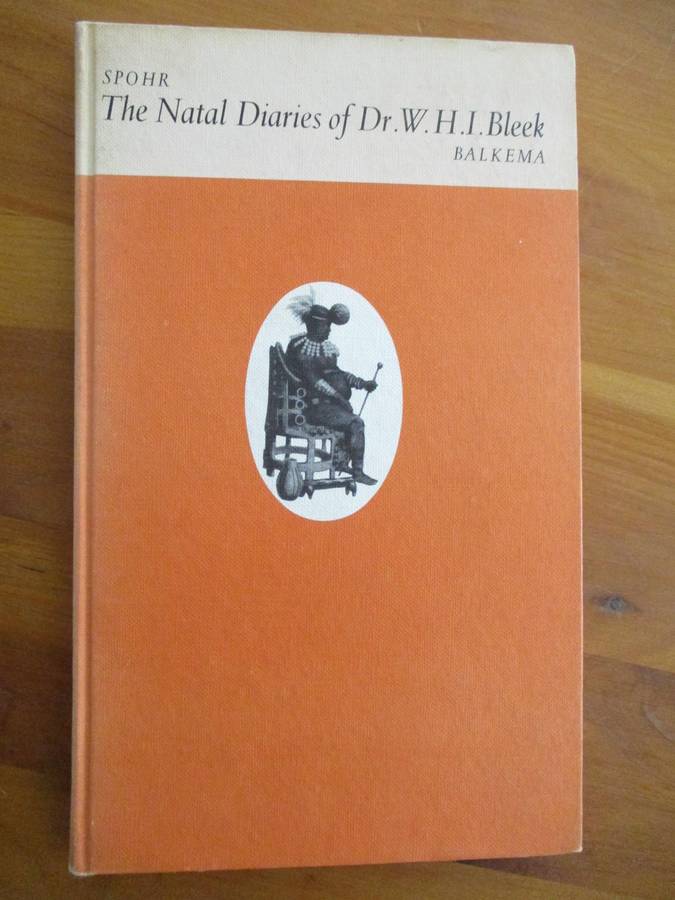 SPOHR
The Natal Diaries of Dr. W. H. I. Bleek
BALKEMA